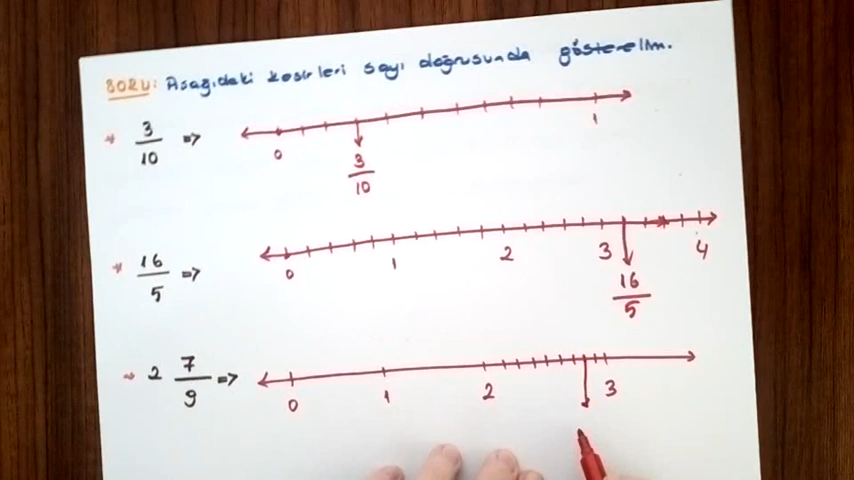 SORU: Aşağıdaki kesirleri sayı doğrusunda gösterelim.
3/10 =>
0 1
3/10
16/5 =>
0 1 2 3 4
16/5
2 7/9 =>
0 1 2 3